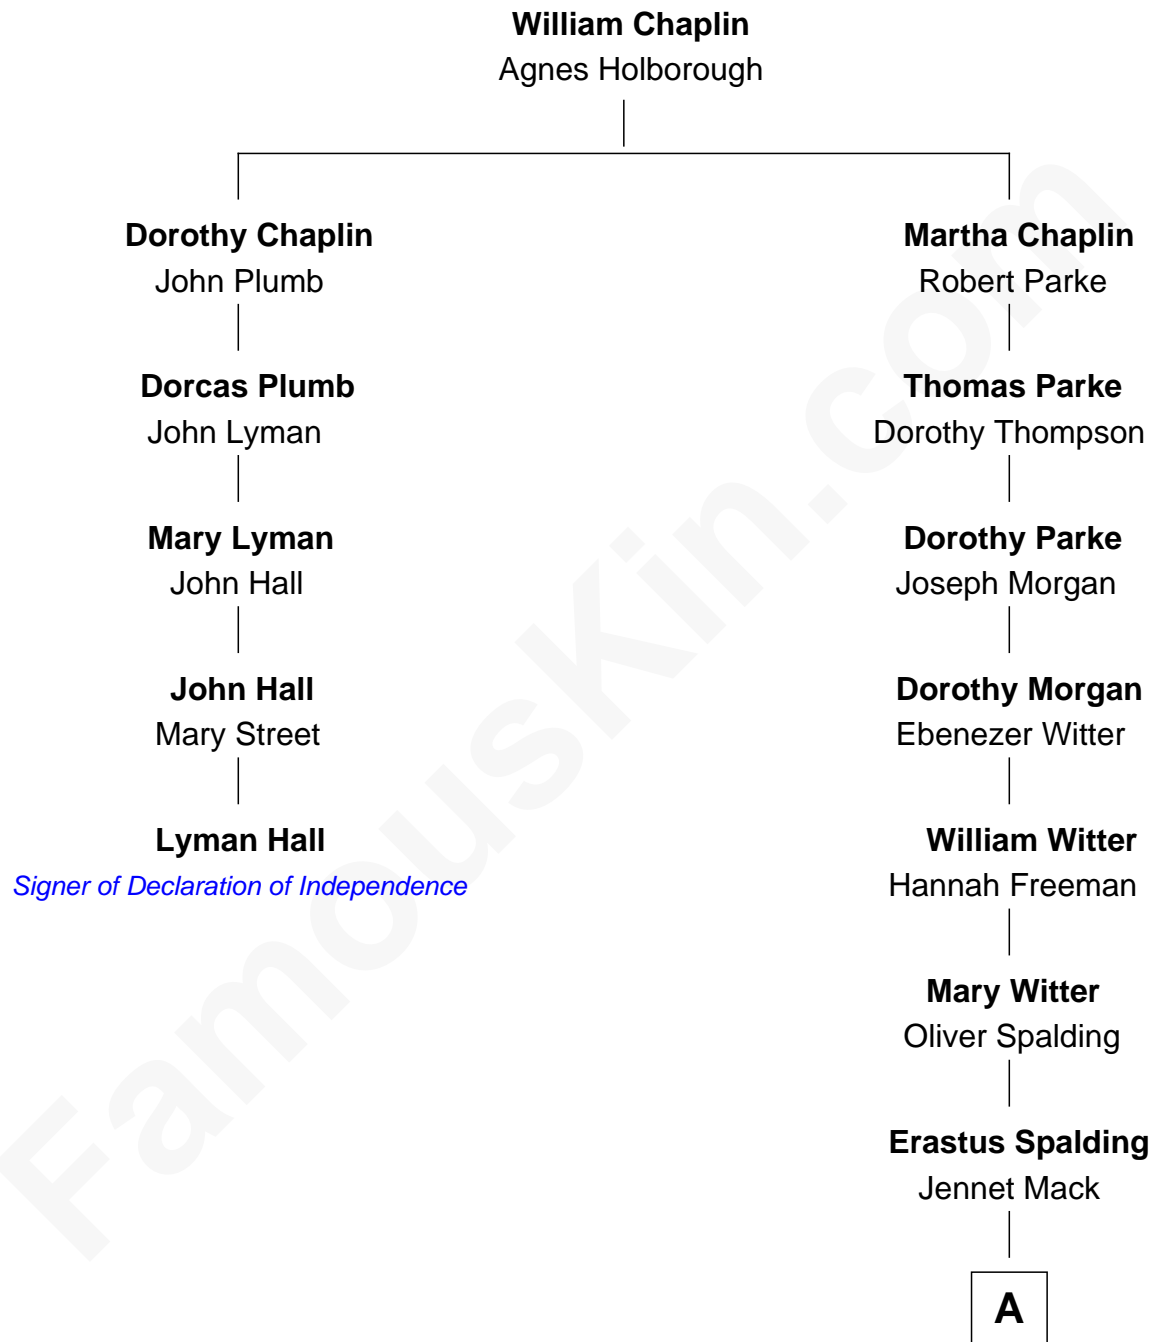 William Chaplin
Agnes Holborough
Dorothy Chaplin
John Plumb
Dorcas Plumb
John Lyman
Mary Lyman
John Hall
John Hall
Mary Street
Lyman Hall
Signer of Declaration of Independence
Martha Chaplin
Robert Parke
Thomas Parke
Dorothy Thompson
Dorothy Parke
Joseph Morgan
Dorothy Morgan
Ebenezer Witter
William Witter
Hannah Freeman
Mary Witter
Oliver Spalding
Erastus Spalding
Jennet Mack
A
FamousKin.com